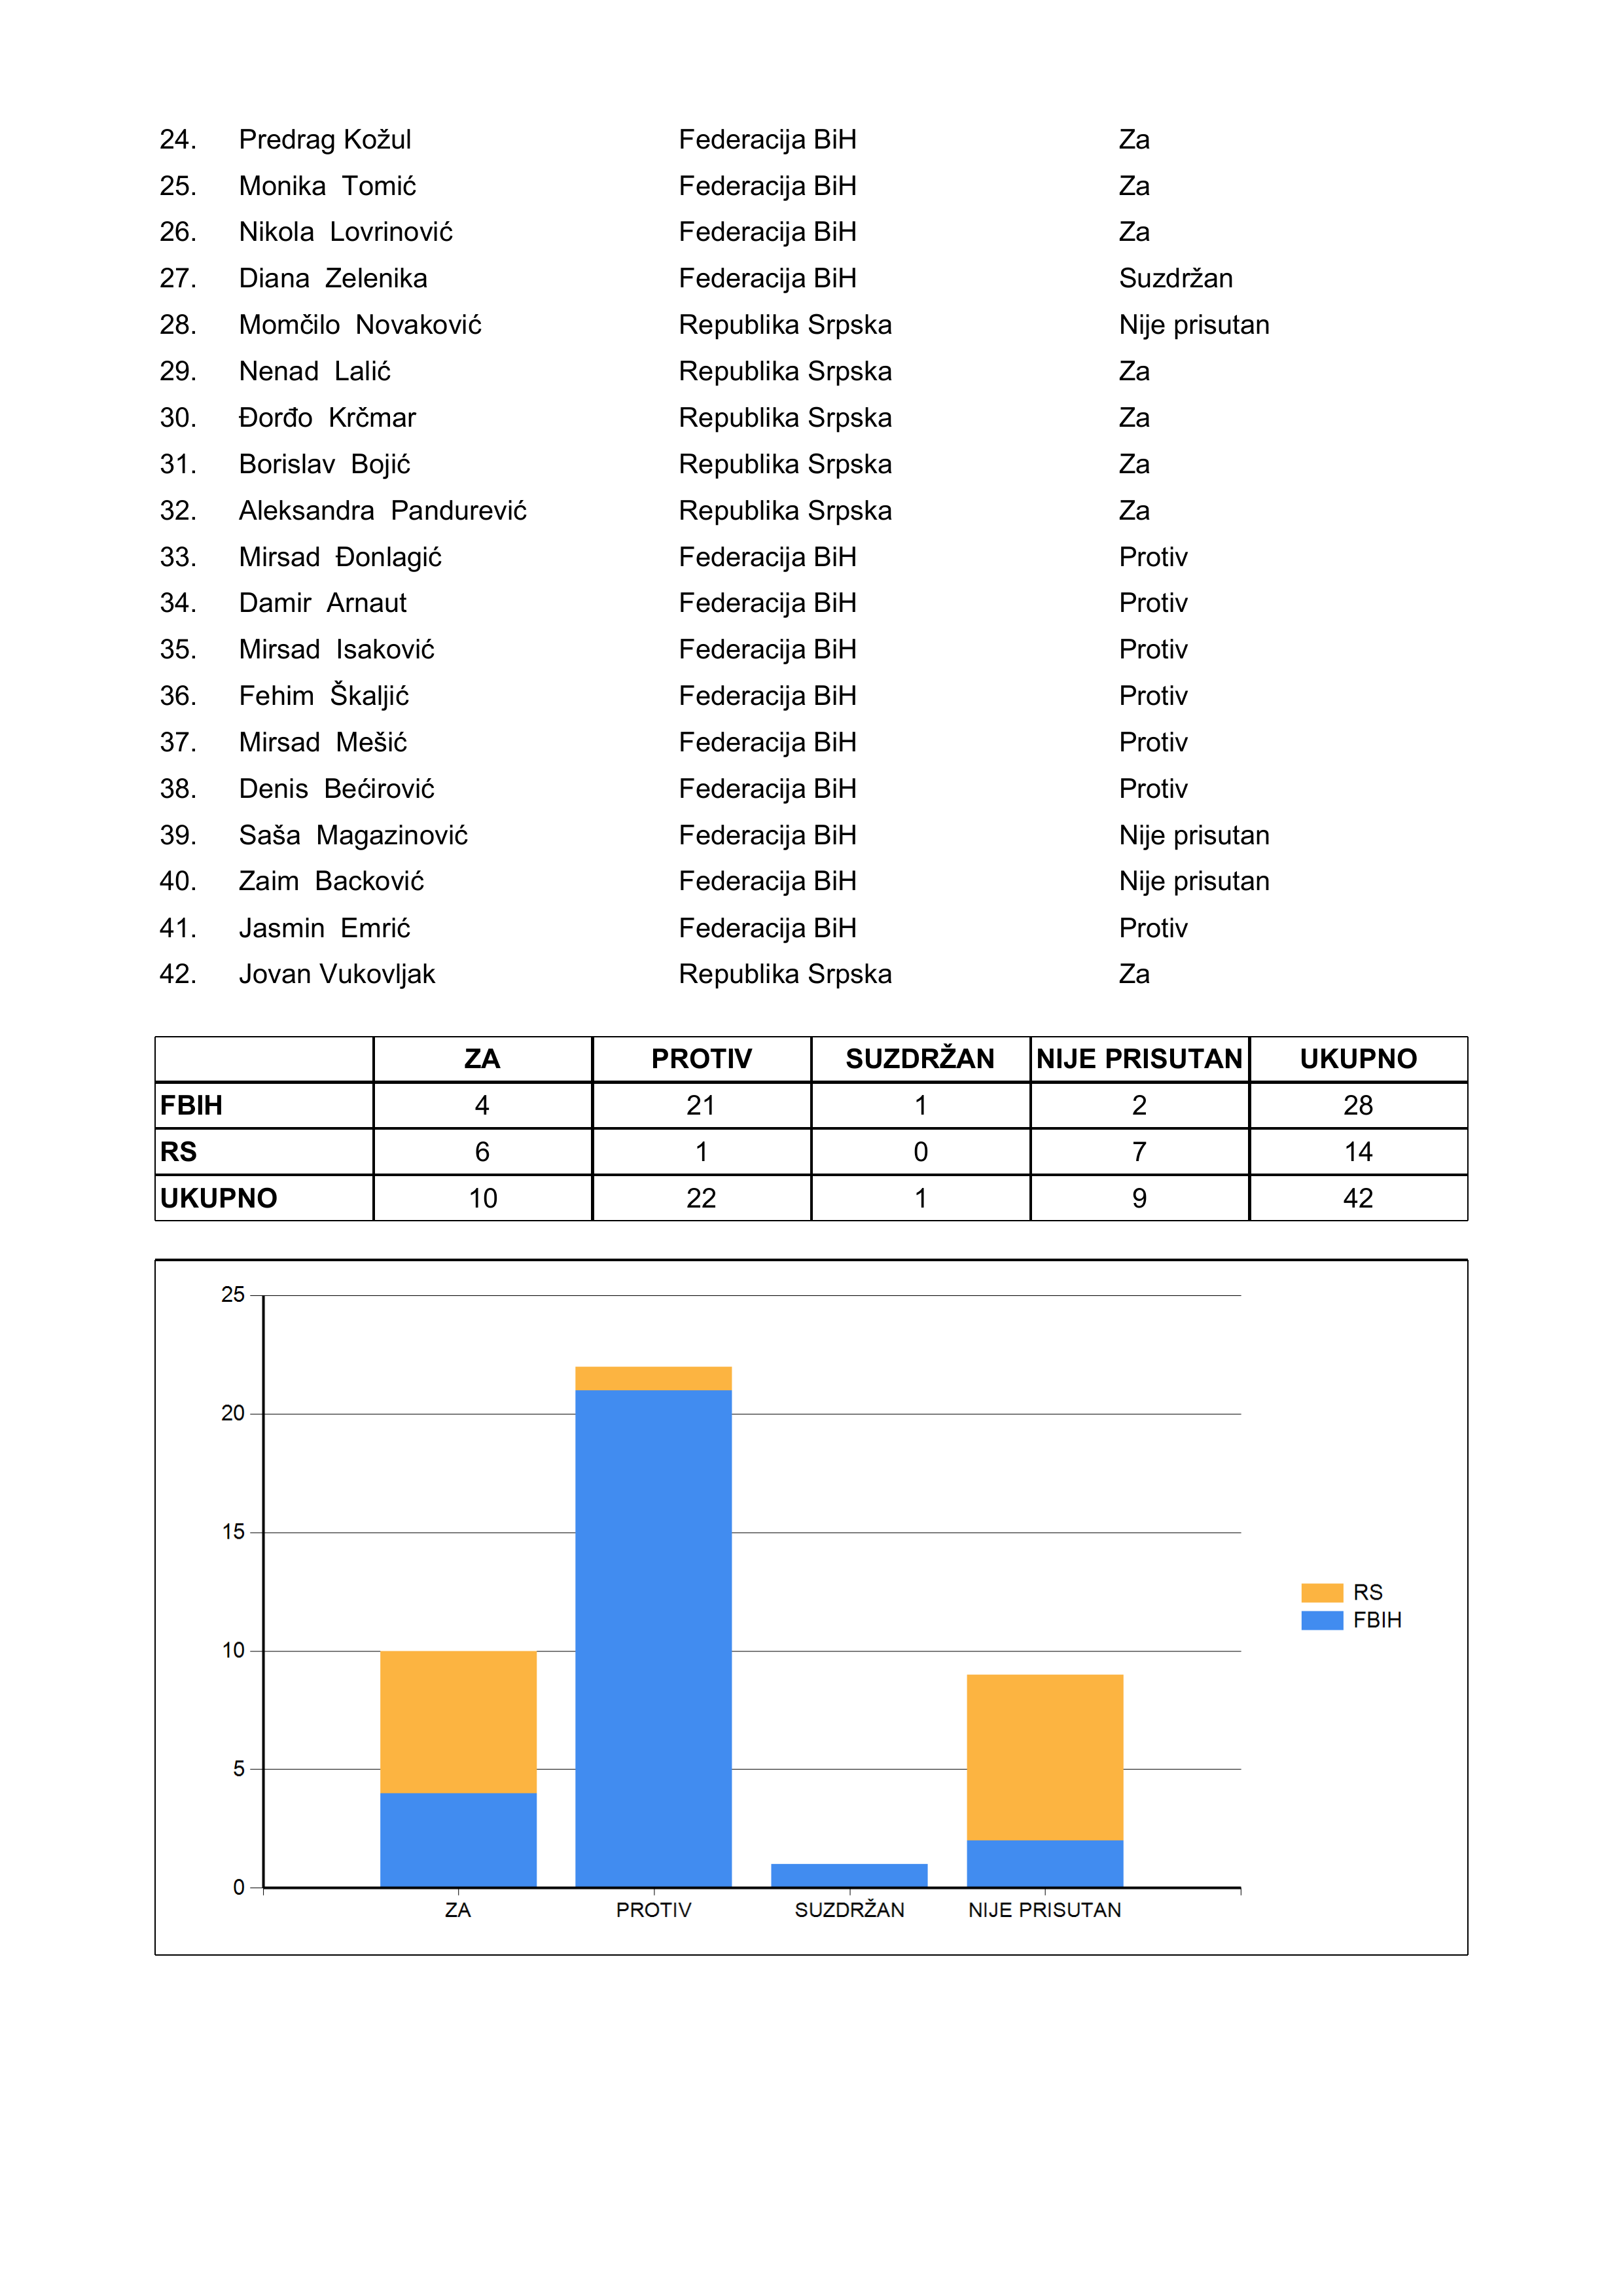 24. Predrag Kožul Federacija BiH Za
25. Monika Tomić Federacija BiH Za
26. Nikola Lovrinović Federacija BiH Za
27. Diana Zelenika Federacija BiH Suzdržan
28. Momčilo Novaković Republika Srpska Nije prisutan
29. Nenad Lalić Republika Srpska Za
30. Đorđo Krčmar Republika Srpska Za
31. Borislav Bojić Republika Srpska Za
32. Aleksandra Pandurević Republika Srpska Za
33. Mirsad Đonlagić Federacija BiH Protiv
34. Damir Arnaut Federacija BiH Protiv
35. Mirsad Isaković Federacija BiH Protiv
36. Fehim Škaljić Federacija BiH Protiv
37. Mirsad Mešić Federacija BiH Protiv
38. Denis Bećirović Federacija BiH Protiv
39. Saša Magazinović Federacija BiH Nije prisutan
40. Zaim Backović Federacija BiH Nije prisutan
41. Jasmin Emrić Federacija BiH Protiv
42. Jovan Vukovljak Republika Srpska Za
ZA PROTIV SUZDRŽAN NIJE PRISUTAN UKUPNO
FBIH 4 21 1 2 28
RS 6 1 0 7 14
UKUPNO 10 22 1 9 42
25
20
15
10
5
0
ZA PROTIV SUZDRŽAN NIJE PRISUTAN
RS
FBIH